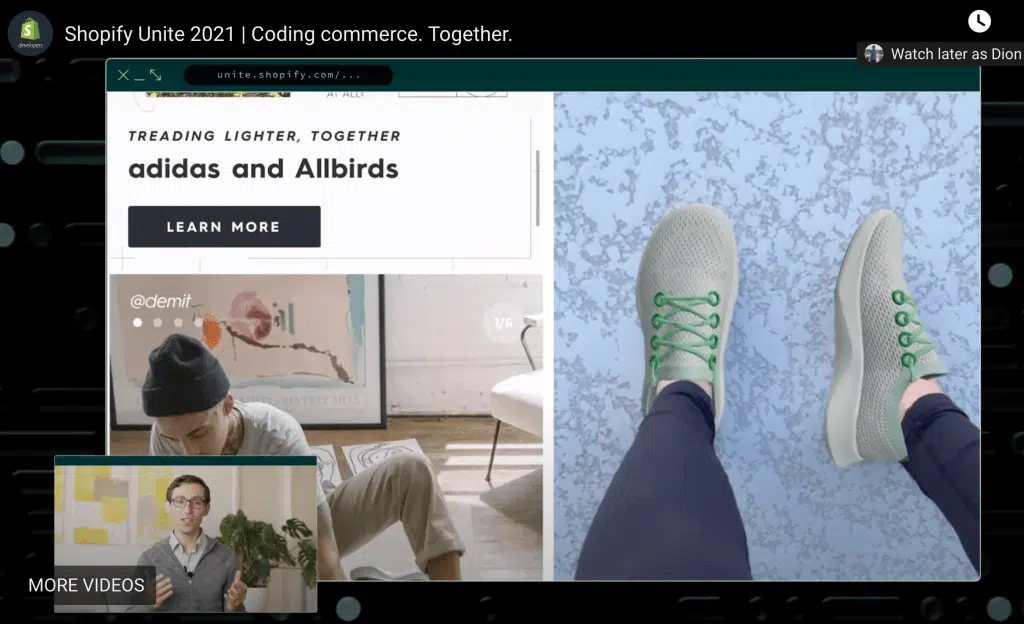 Shopify Unite 2021 | Coding commerce. Together.
developers
Watch later as Dion
unite.shopify.com/...
AT ALL
TREADING LIGHTER, TOGETHER
adidas and Allbirds
LEARN MORE
@demit
1/4
MORE VIDEOS